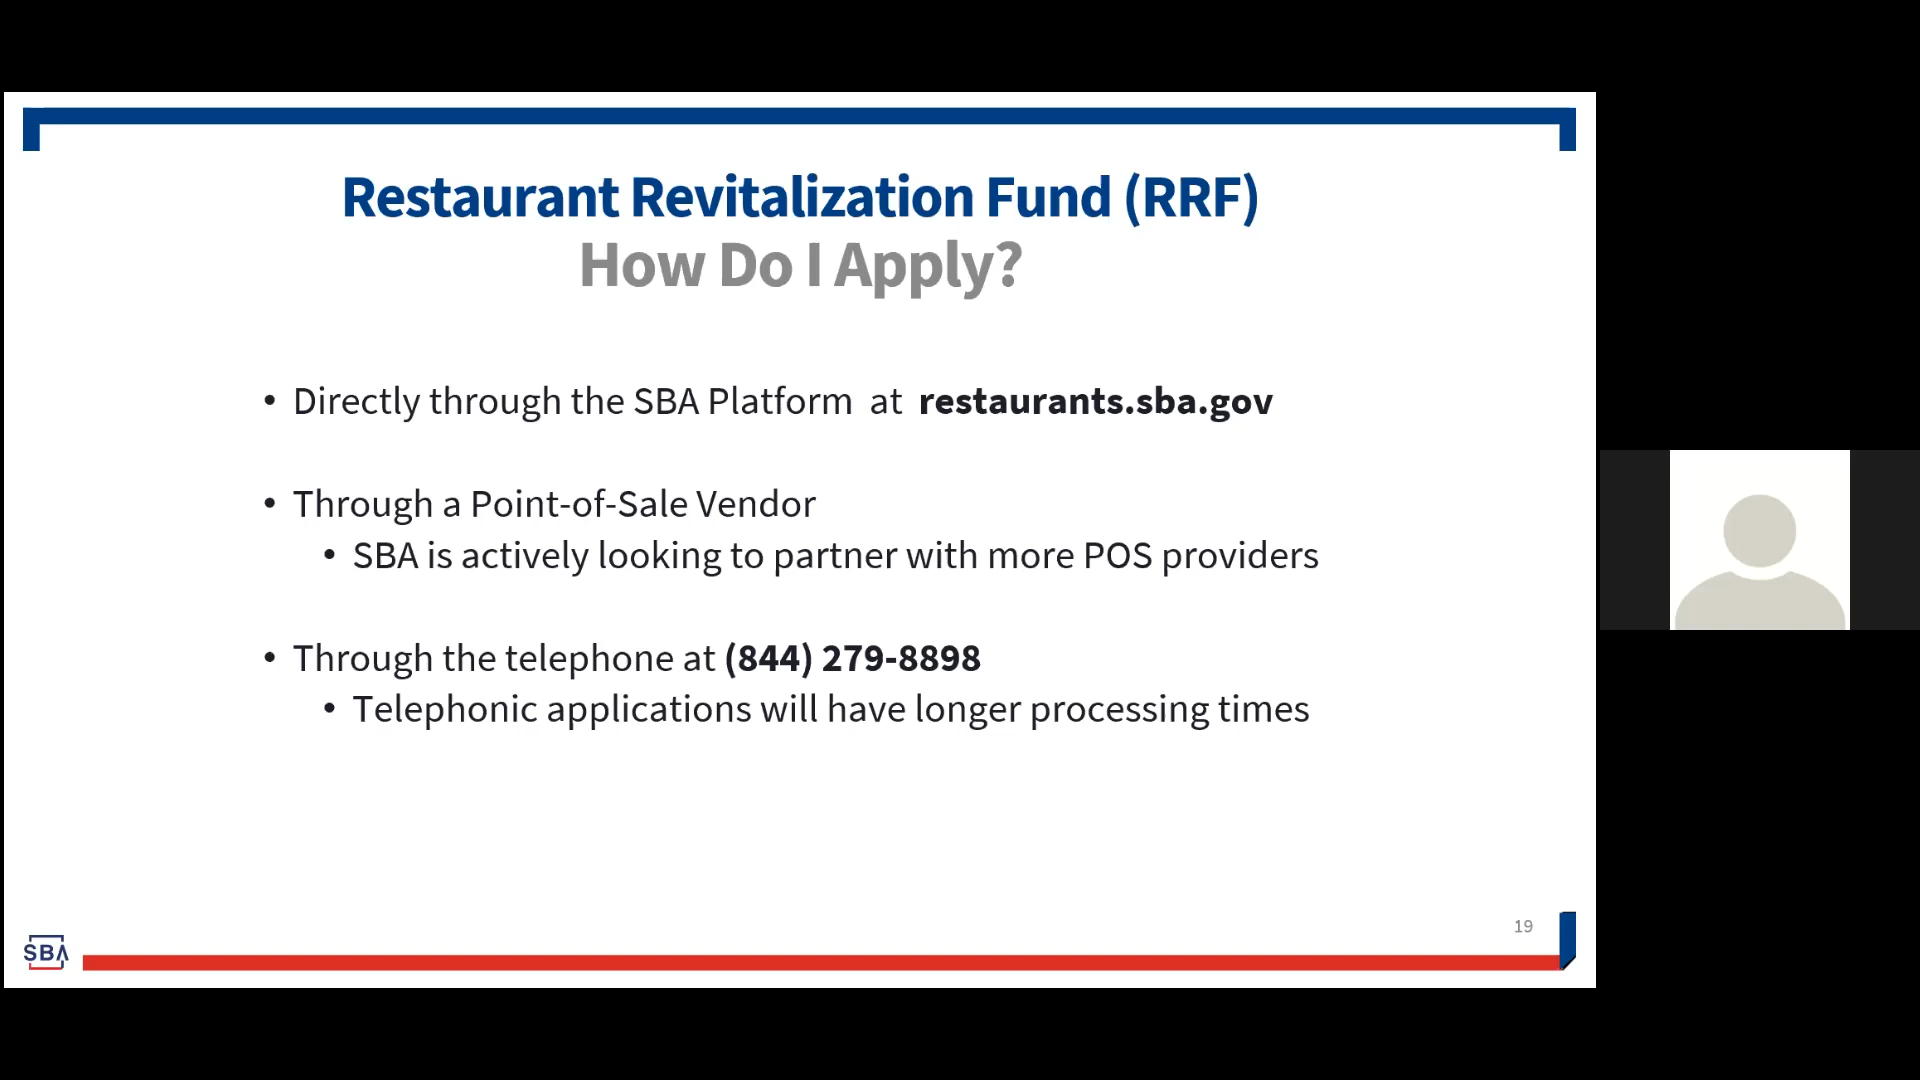 Restaurant Revitalization Fund (RRF)
How Do I Apply?
• Directly through the SBA Platform at restaurants.sba.gov
• Through a Point-of-Sale Vendor
• SBA is actively looking to partner with more POS providers
• Through the telephone at (844) 279-8898
• Telephonic applications will have longer processing times
19
SBA